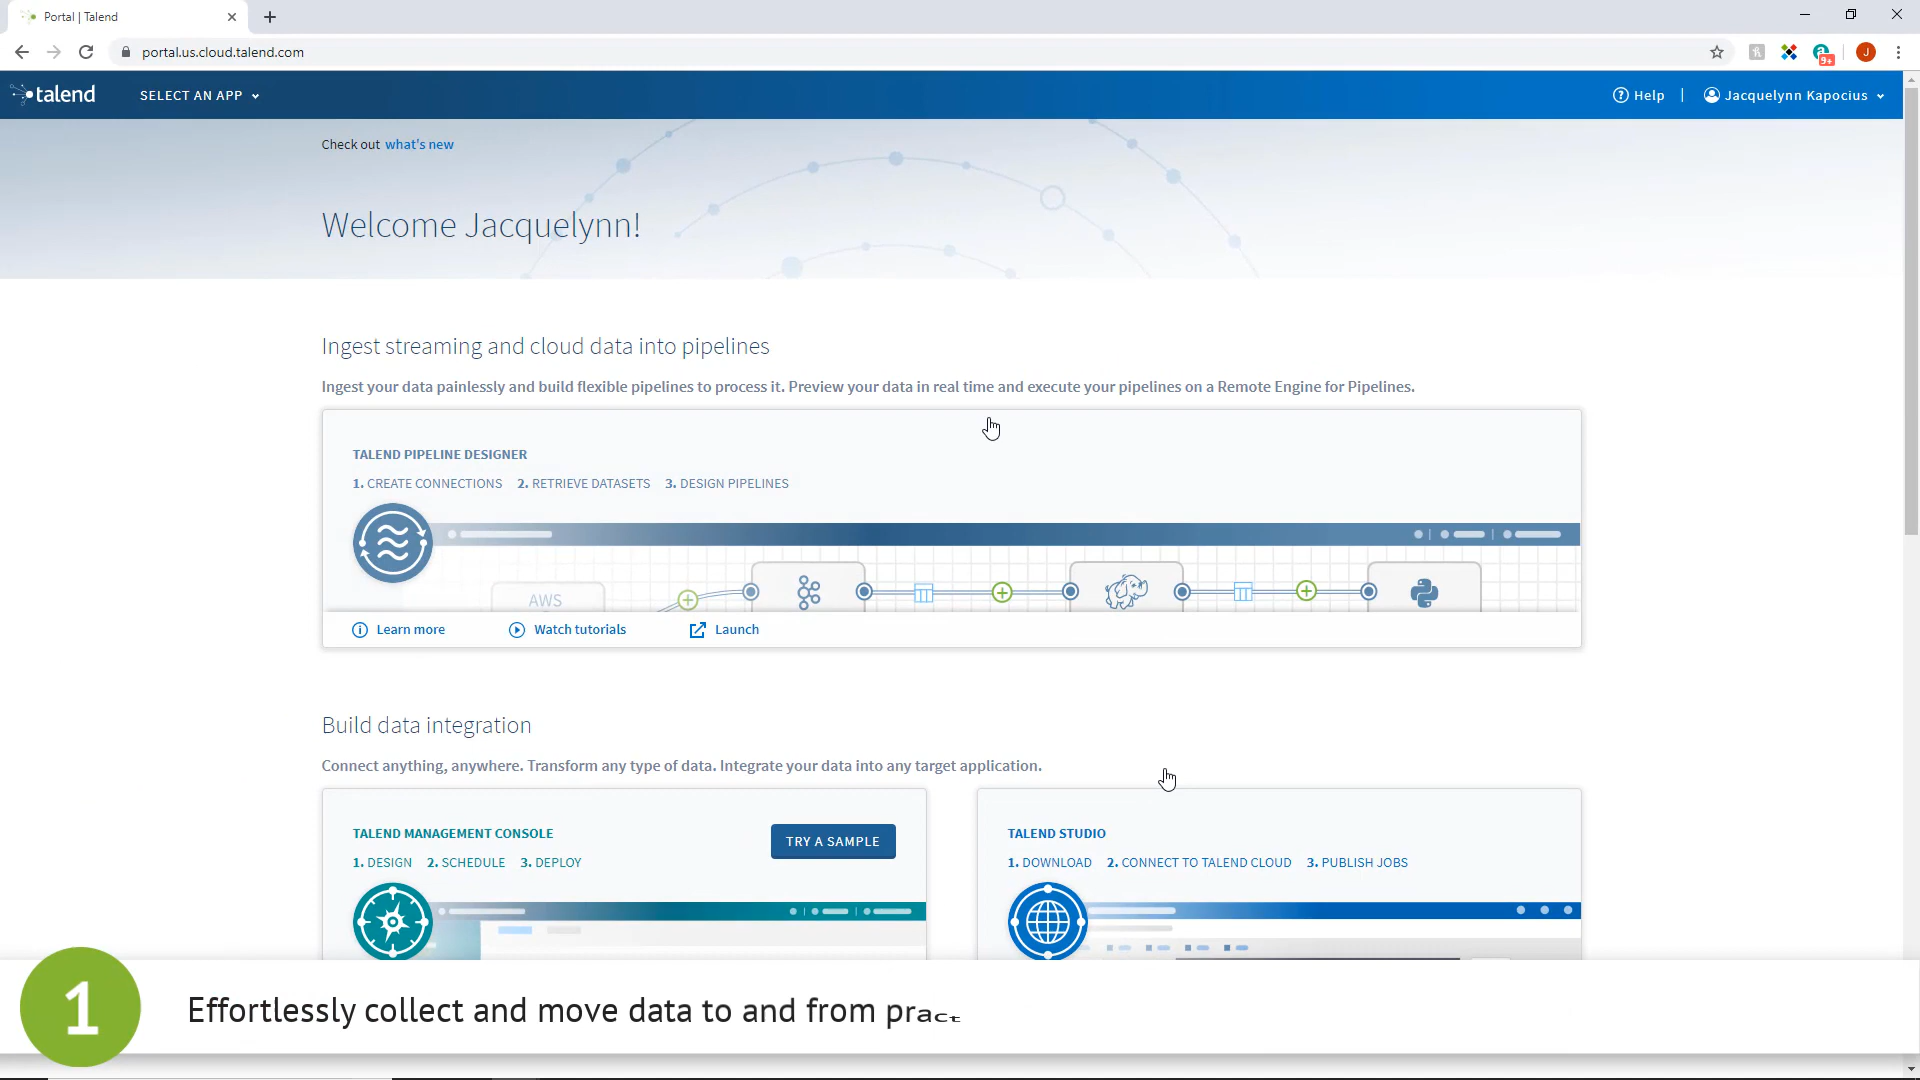 Portal | Talend
portal.us.cloud.talend.com
9+
J
talend
SELECT AN APP
Help
Jacquelynn Kapocius
Check out what's new
Welcome Jacquelynn!
Ingest streaming and cloud data into pipelines
Ingest your data painlessly and build flexible pipelines to process it. Preview your data in real time and execute your pipelines on a Remote Engine for Pipelines.
TALEND PIPELINE DESIGNER
1. CREATE CONNECTIONS 2. RETRIEVE DATASETS 3. DESIGN PIPELINES
AWS
Learn more
Watch tutorials
Launch
Build data integration
Connect anything, anywhere. Transform any type of data. Integrate your data into any target application.
TALEND MANAGEMENT CONSOLE
1. DESIGN 2. SCHEDULE 3. DEPLOY
TRY A SAMPLE
TALEND STUDIO
1. DOWNLOAD 2. CONNECT TO TALEND CLOUD 3. PUBLISH JOBS
1
Effortlessly collect and move data to and from pract